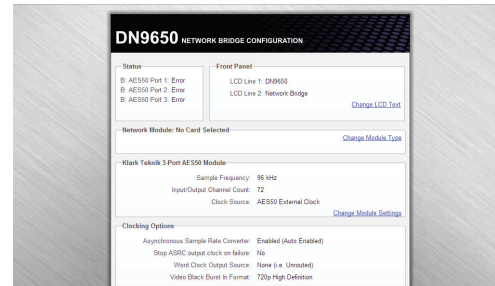 DN9650 NETWORK BRIDGE CONFIGURATION
Status
B: AES50 Port 1: Error
B: AES50 Port 2: Error
B: AES50 Port 3: Error
Front Panel
LCD Line 1: DN9650
LCD Line 2: Network Bridge
Change LCD Text
Network Module: No Card Selected
Change Module Type
Klark Teknik 3-Port AES50 Module
Sample Frequency: 96 kHz
Input/Output Channel Count: 72
Clock Source: AES50 External Clock
Change Module Settings
Clocking Options
Asynchronous Sample Rate Converter: Enabled (Auto Enabled)
Stop ASRC output clock on failure: No
Word Clock Output Source: None (i.e. Unrouted)
Video Black Burst In Format: 720p High Definition